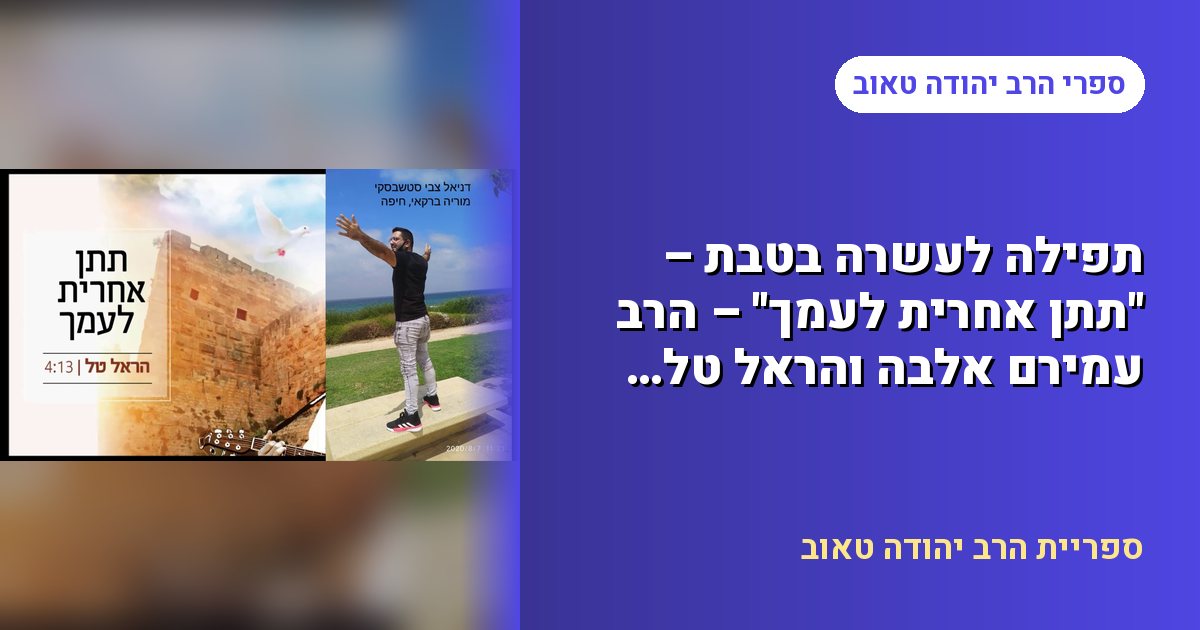 ספרי הרב יהודה טאוב
תפילה לעשרה בטבת –
"תתן אחרית לעמך" – הרב
עמירם אלבה והראל טל...
ספריית הרב יהודה טאוב
דניאל צבי סטשבסקי
מוריה ברקאי, חיפה
תתן
אחרית
לעמך
הראל טל | 4:13